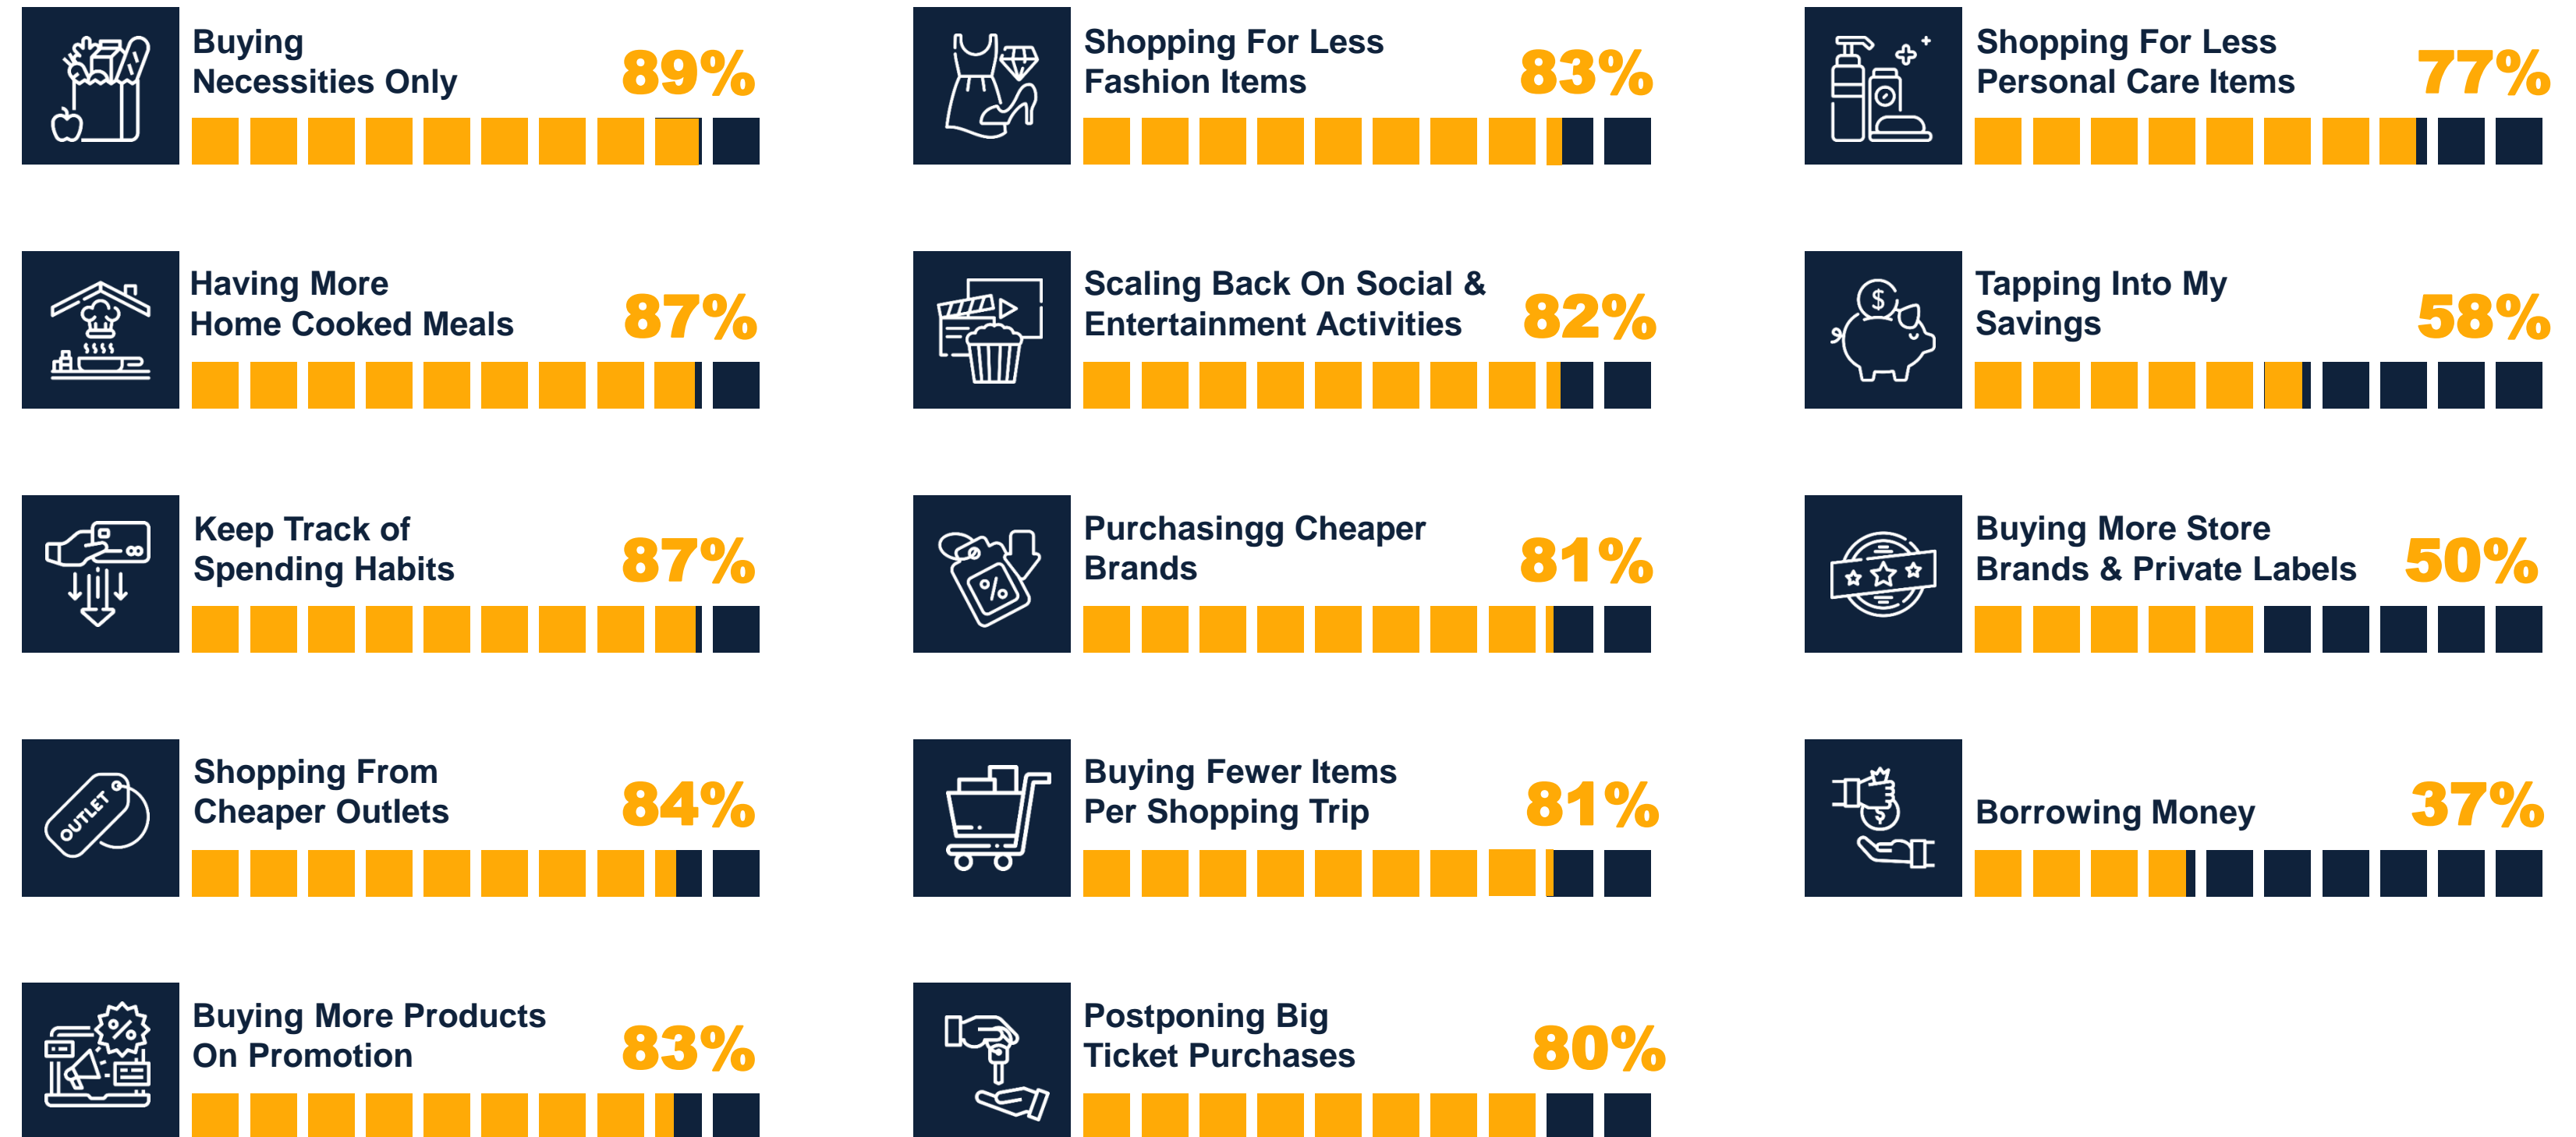 Buying
Necessities Only
89%
Having More
Home Cooked Meals
87%
Keep Track of
Spending Habits
87%
OUTLET
Shopping From
Cheaper Outlets
84%
%
Buying More Products
On Promotion
83%
Shopping For Less
Fashion Items
83%
Scaling Back On Social &
Entertainment Activities
82%
%
Purchasingg Cheaper
Brands
81%
Buying Fewer Items
Per Shopping Trip
81%
Postponing Big
Ticket Purchases
80%
Shopping For Less
Personal Care Items
77%
$
Tapping Into My
Savings
58%
Buying More Store
Brands & Private Labels
50%
$
Borrowing Money
37%